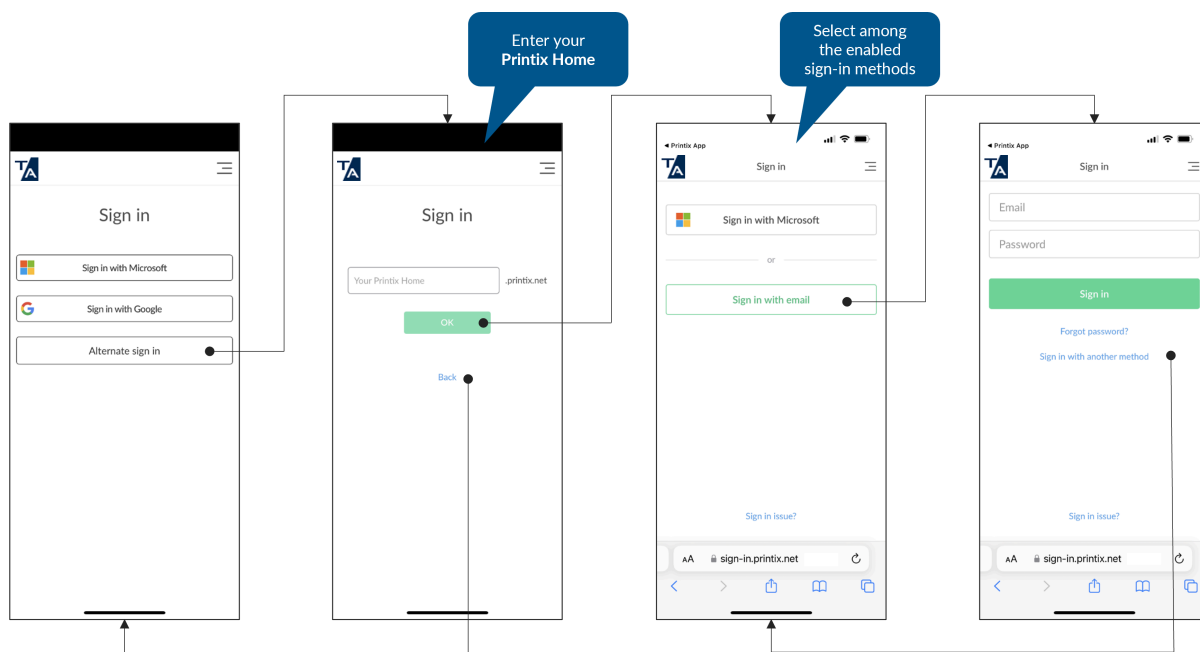 Enter your
Printix Home
Select among
the enabled
sign-in methods
TA
Sign in
Sign in with Microsoft
Sign in with Google
Alternate sign in
TA
Sign in
Your Printix Home
.printix.net
OK
Back
◄ Printix App
TA
Sign in
Sign in with Microsoft
or
Sign in with email
Sign in issue?
AA
sign-in.printix.net
◄ Printix App
TA
Sign in
Email
Password
Sign in
Forgot password?
Sign in with another method
Sign in issue?
AA
sign-in.printix.net